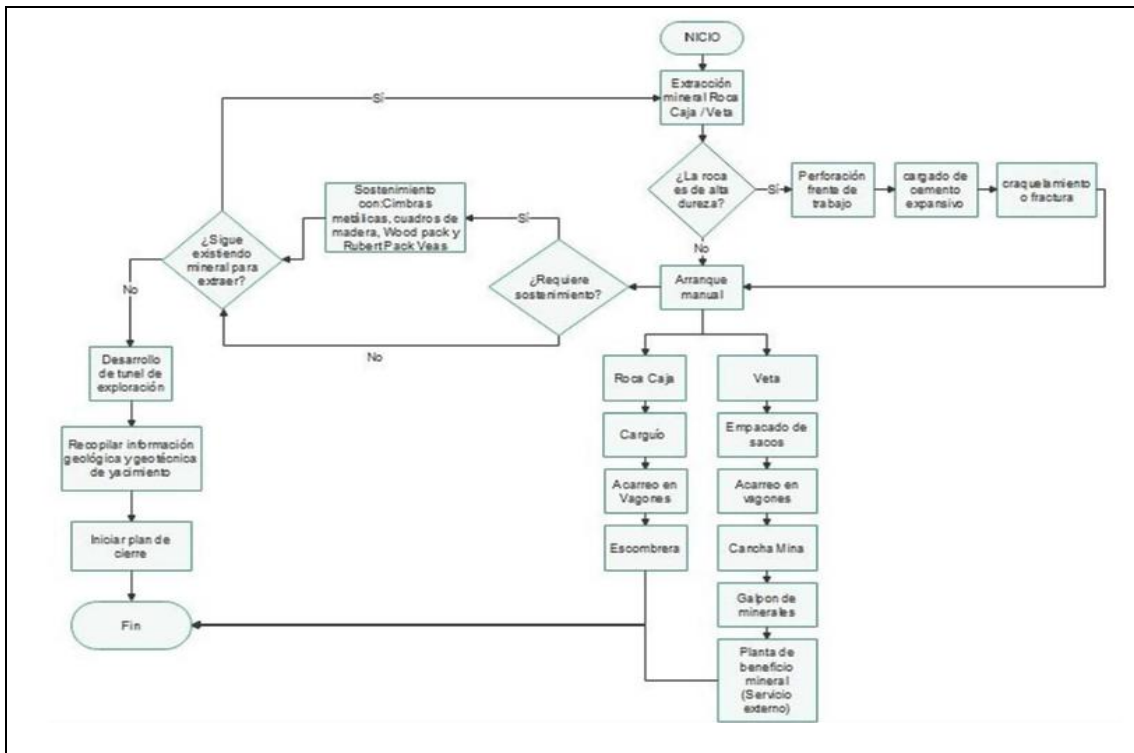 INICIO
Extracción
mineral Roca
Caja / Veta
Sí
¿La roca
es de alta
dureza?
Sí
Perforación
frente de
trabajo
cargado de
cemento
expansivo
craquelamiento
o fractura
No
Arranque
manual
¿Requiere
sostenimiento?
Sí
Sostenimiento
con:Cimbras
metálicas, cuadros de
madera, Wood pack y
Rubert Pack Veas
No
¿Sigue
existiendo
mineral para
extraer?
No
Desarrollo
de tunel de
exploración
Recopilar información
geológica y geotécnica
de yacimiento
Iniciar plan de
cierre
Fin
Roca Caja
Carguío
Acarreo en
Vagones
Escombrera
Veta
Empacado de
sacos
Acarreo en
vagones
Cancha Mina
Galpon de
minerales
Planta de
beneficio
mineral
(Servicio
externo)